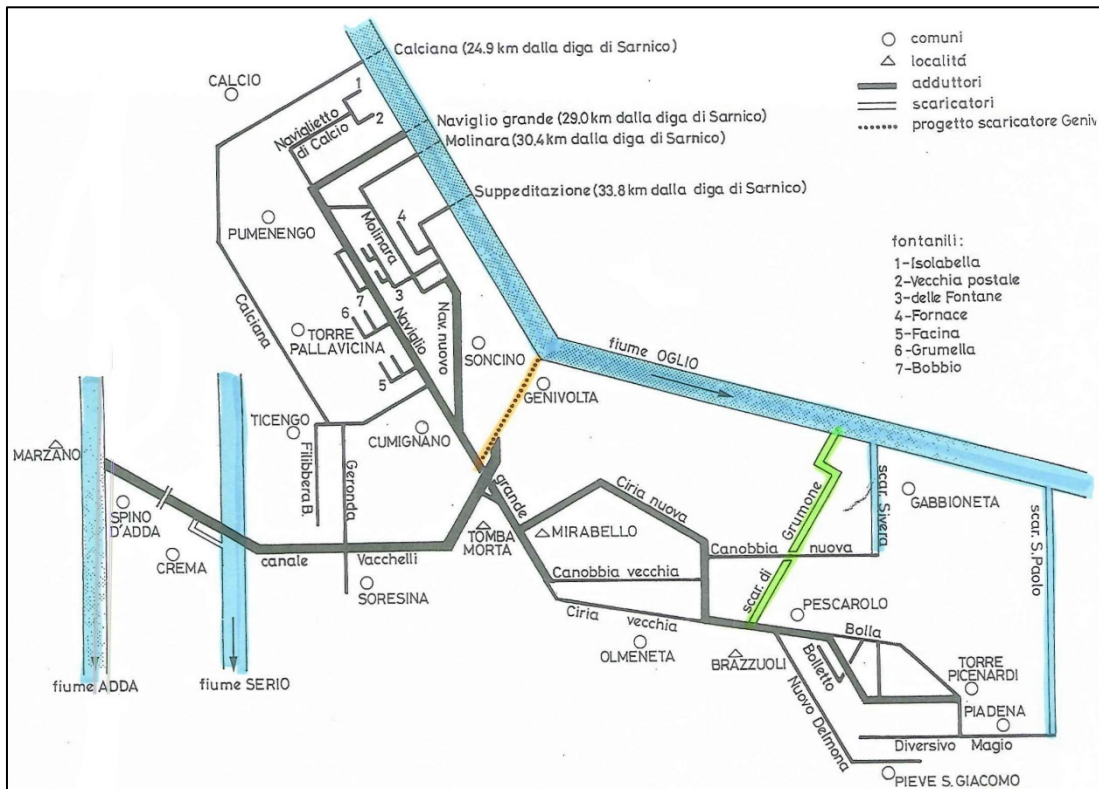 Calciana (24.9 km dalla diga di Sarnico)
CALCIO
1
Naviglietto
di Calcio
2
Naviglio grande (29.0 km dalla diga di Sarnico)
Molinara (30.4 km dalla diga di Sarnico)
Suppeditazione (33.8 km dalla diga di Sarnico)
comuni
localitá
adduttori
scaricatori
progetto scaricatore Geniv
fontanili:
1-Isolabella
2-Vecchia postale
3-delle Fontane
4-Fornace
5-Facina
6-Grumella
7-Bobbio
PUMENENGO
Molinara
4
3
7
6
5
Calciana
TORRE
PALLAVICINA
Naviglio
Nav. nuovo
SONCINO
fiume OGLIO
GENIVOLTA
TICENGO
CUMIGNANO
Filibbera B.
Geronda
MARZANO
SPINO
D'ADDA
CREMA
canale
Vacchelli
SORESINA
TOMBA
MORTA
grande
MIRABELLO
Ciria nuova
Canobbia nuova
Canobbia vecchia
Ciria vecchia
scar. di Grumone
scar. Sivera
GABBIONETA
scar. S.Paolo
PESCAROLO
OLMENETA
BRAZZUOLI
Bolla
Bolletto
TORRE
PICENARDI
PIADENA
Nuovo Delmona
Diversivo Magio
PIEVE S. GIACOMO
fiume ADDA
fiume SERIO